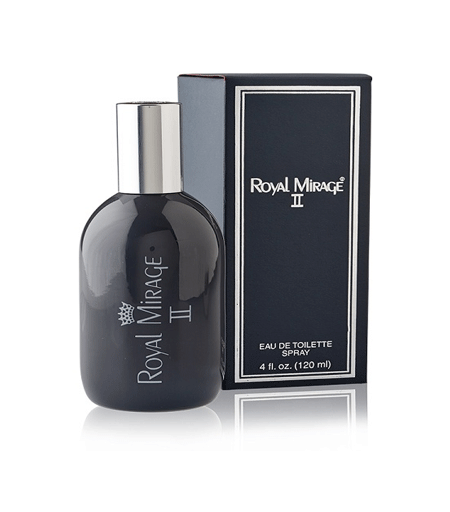 ROYAL MIRAGE®
II
EAU DE TOILETTE
SPRAY
4 fl. oz. (120 ml)
ROYAL MIRAGE
II